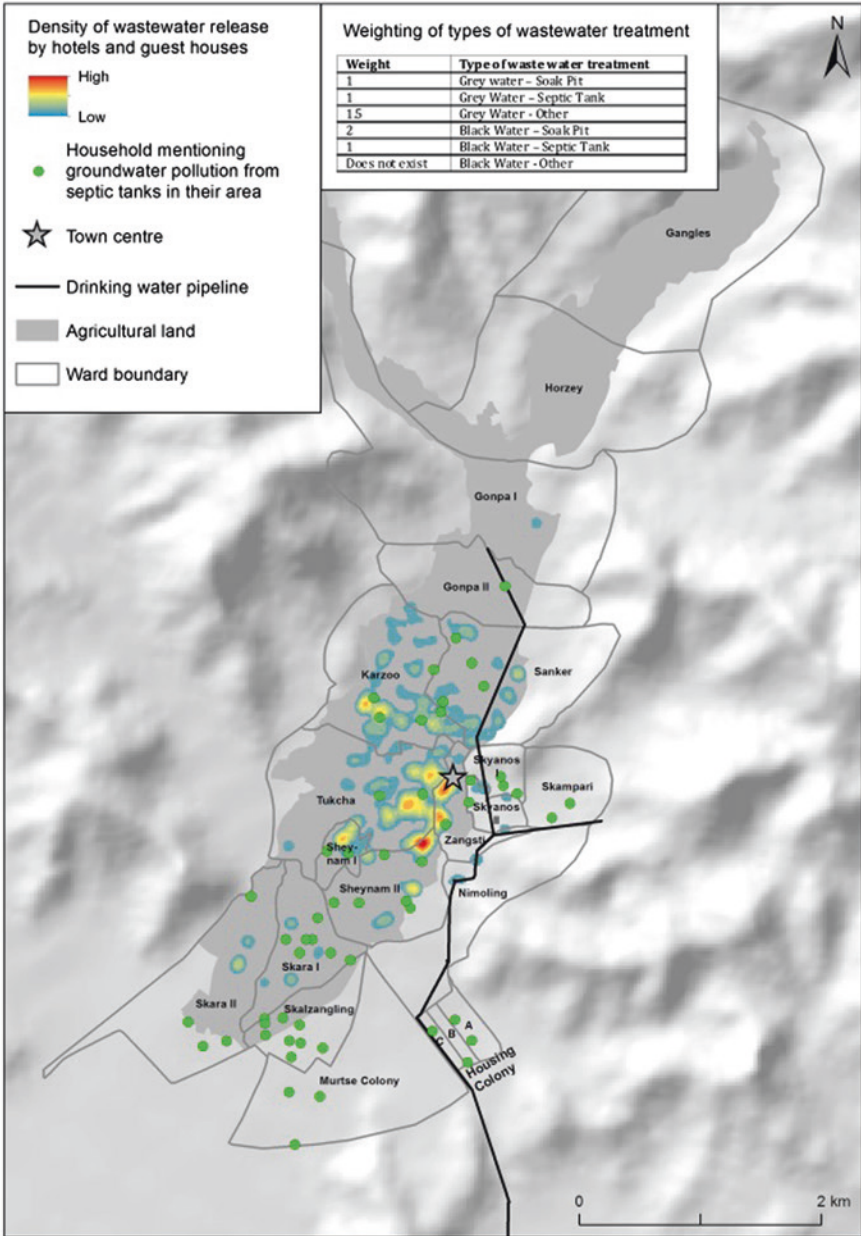 Density of wastewater release
by hotels and guest houses
High
Low
Household mentioning
groundwater pollution from
septic tanks in their area
Town centre
Drinking water pipeline
Agricultural land
Ward boundary
Weighting of types of wastewater treatment
Weight Type of waste water treatment
1 Grey water – Soak Pit
1 Grey Water – Septic Tank
1.5 Grey Water - Other
2 Black Water – Soak Pit
1 Black Water – Septic Tank
Does not exist Black Water - Other
N
Gangles
Horzey
Gonpa I
Gonpa II
Karzoo
Sanker
Skyanos
I
Skampari
Tukcha
Skyanos
II
Zangsti
Shey-
nam I
Sheynam II
Nimoling
Skara I
Skara II
Skalzangling
A
B
C
Housing
Colony
Murtse Colony
0 2 km